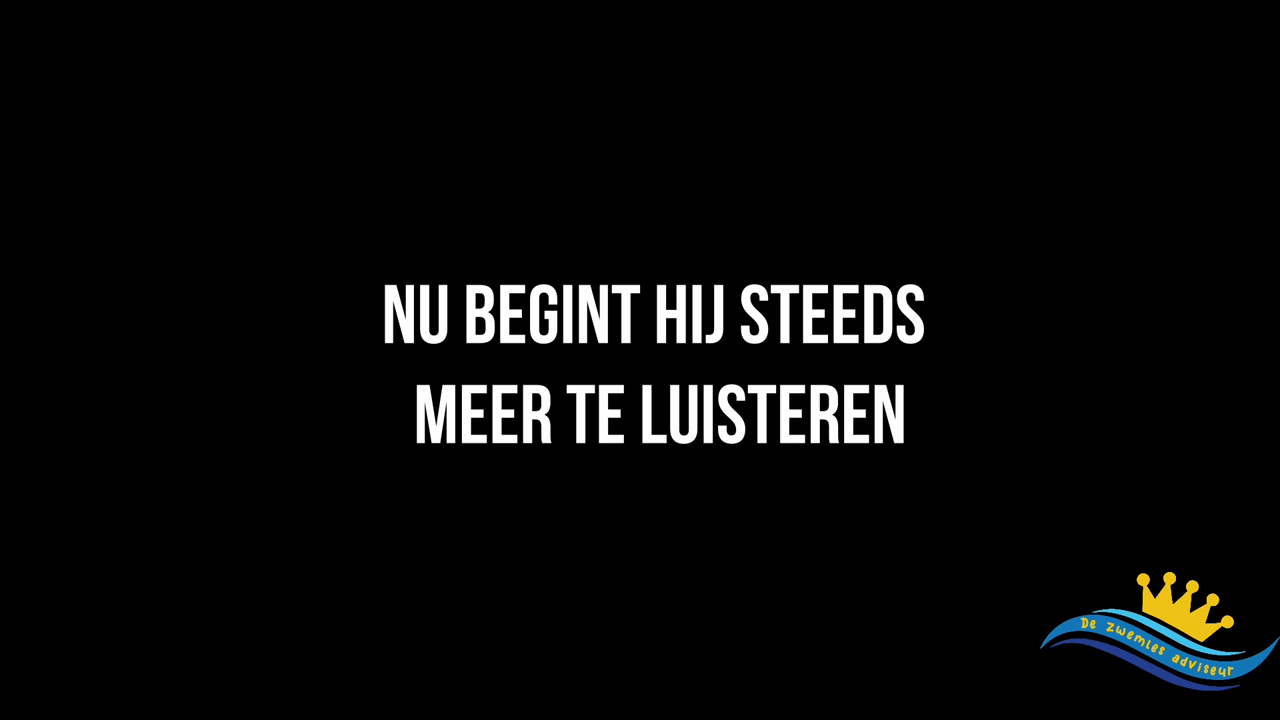 NU BEGINT HIJ STEEDS
MEER TE LUISTEREN
De zwemles adviseur